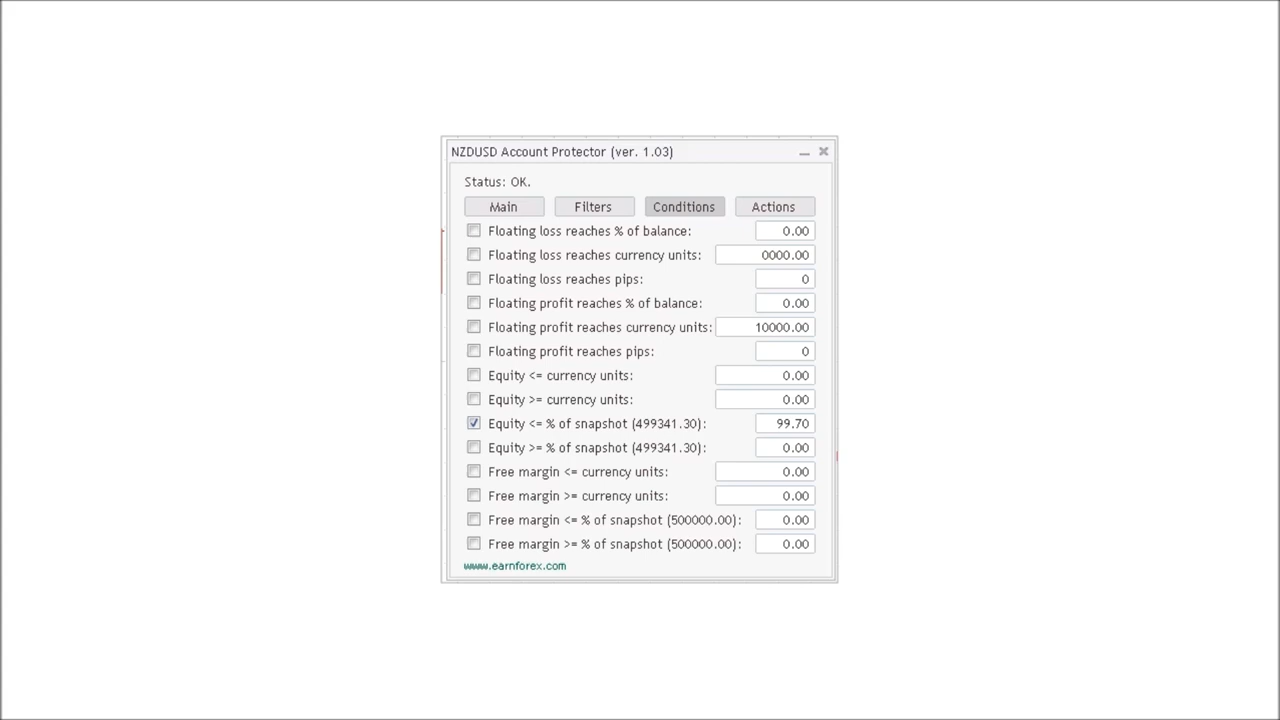 NZDUSD Account Protector (ver. 1.03)
Status: OK.
Main Filters Conditions Actions
Floating loss reaches % of balance: 0.00
Floating loss reaches currency units: 0000.00
Floating loss reaches pips: 0
Floating profit reaches % of balance: 0.00
Floating profit reaches currency units: 10000.00
Floating profit reaches pips: 0
Equity <= currency units: 0.00
Equity >= currency units: 0.00
Equity <= % of snapshot (499341.30): 99.70
Equity >= % of snapshot (499341.30): 0.00
Free margin <= currency units: 0.00
Free margin >= currency units: 0.00
Free margin <= % of snapshot (500000.00): 0.00
Free margin >= % of snapshot (500000.00): 0.00
www.earnforex.com